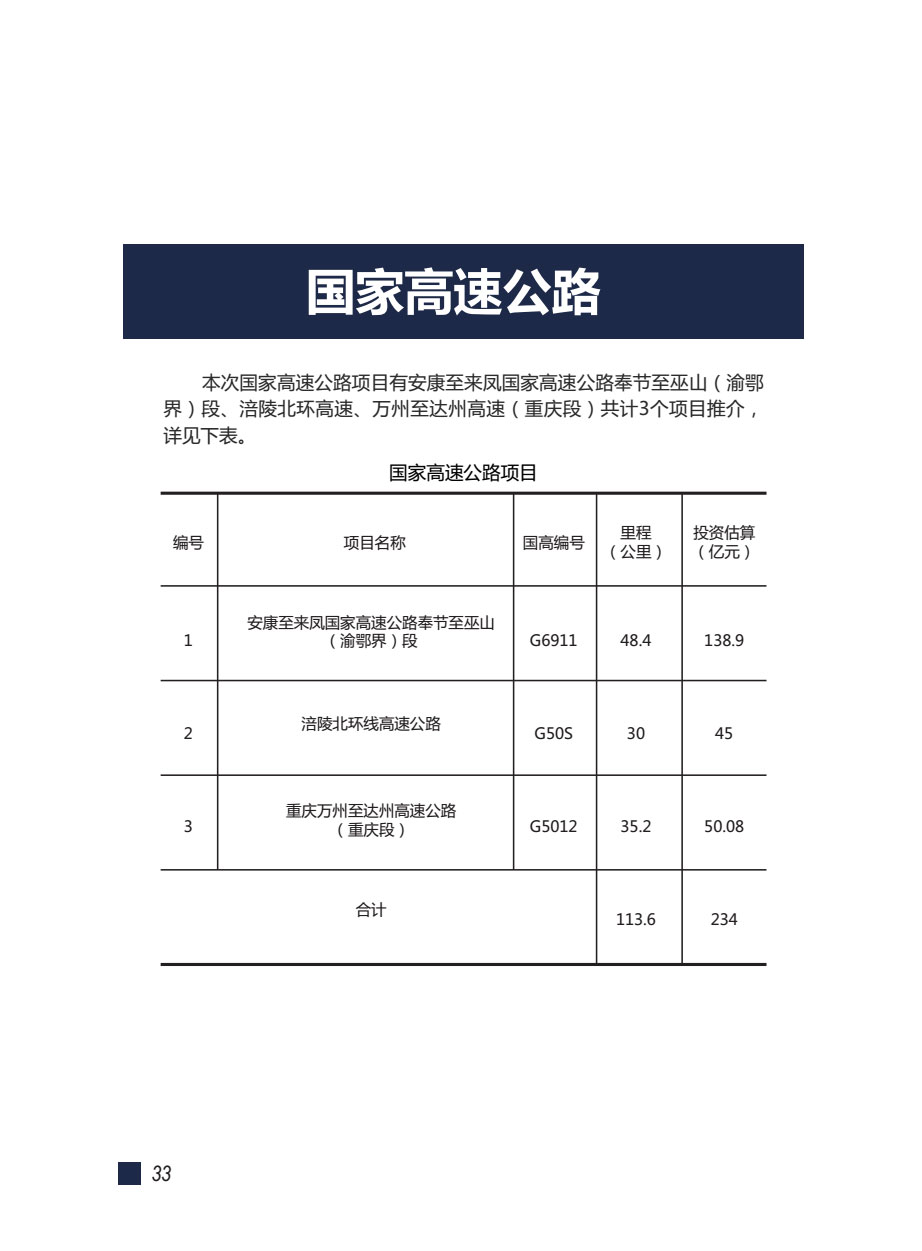 国家高速公路
本次国家高速公路项目有安康至来凤国家高速公路奉节至巫山（渝鄂
界）段、涪陵北环高速、万州至达州高速（重庆段）共计3个项目推介，
详见下表。
国家高速公路项目
编号 项目名称 国高编号 里程（公里） 投资估算（亿元）
1 安康至来凤国家高速公路奉节至巫山（渝鄂界）段 G6911 48.4 138.9
2 涪陵北环线高速公路 G50S 30 45
3 重庆万州至达州高速公路（重庆段） G5012 35.2 50.08
合计 113.6 234
33